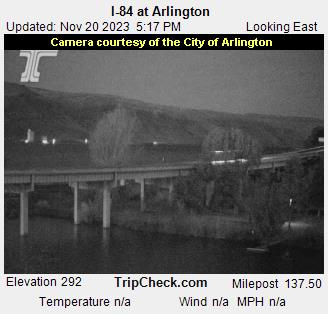 I-84 at Arlington
Updated: Nov 20 2023 5:17 PM Looking East
Camera courtesy of the City of Arlington
Elevation 292 TripCheck.com Milepost 137.50
Temperature n/a Wind n/a MPH n/a